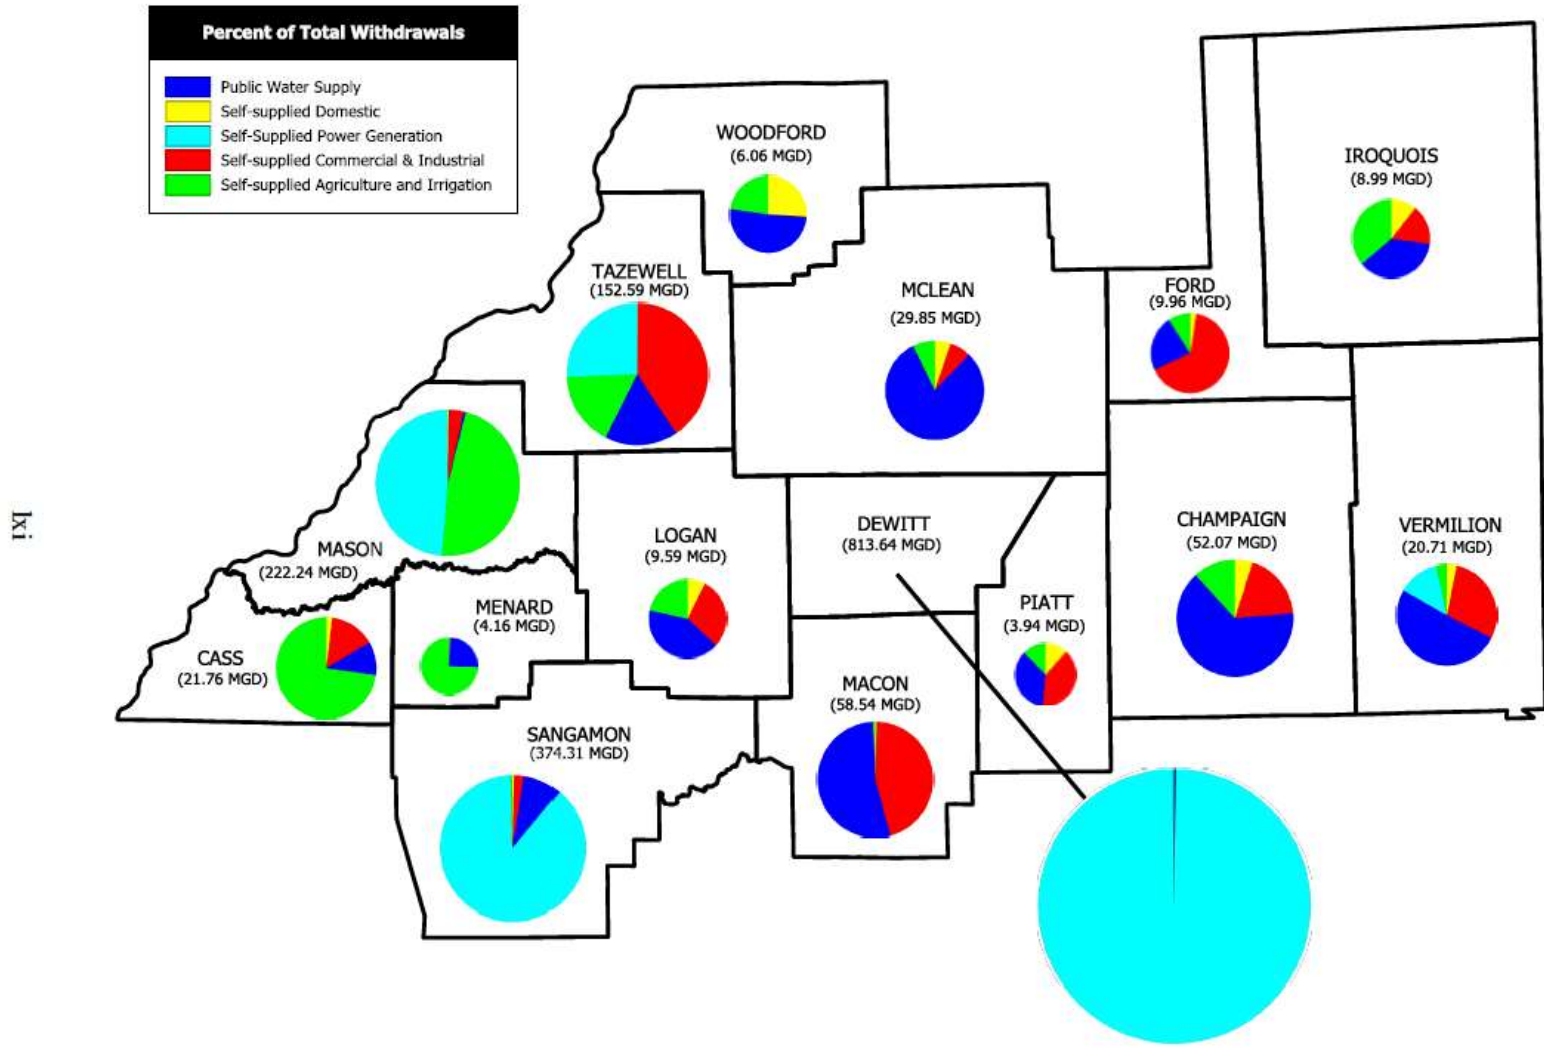 Percent of Total Withdrawals
Public Water Supply
Self-supplied Domestic
Self-Supplied Power Generation
Self-supplied Commercial & Industrial
Self-supplied Agriculture and Irrigation
WOODFORD
(6.06 MGD)
IROQUOIS
(8.99 MGD)
TAZEWELL
(152.59 MGD)
MCLEAN
(29.85 MGD)
FORD
(9.96 MGD)
MASON
(222.24 MGD)
LOGAN
(9.59 MGD)
DEWITT
(813.64 MGD)
CHAMPAIGN
(52.07 MGD)
VERMILION
(20.71 MGD)
MENARD
(4.16 MGD)
PIATT
(3.94 MGD)
CASS
(21.76 MGD)
MACON
(58.54 MGD)
SANGAMON
(374.31 MGD)
lxi